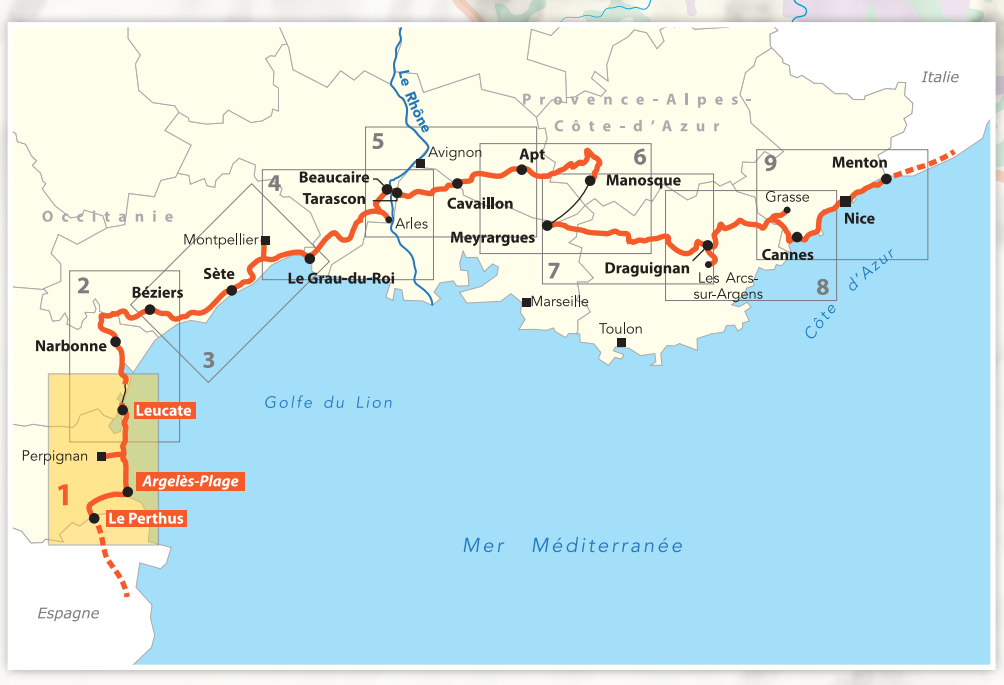 Italie
Provence-Alpes-
Côte-d'Azur
Le Rhône
5
Avignon
Apt
6
9
Menton
Beaucaire
Tarascon
4
Manosque
Grasse
Cavaillon
Nice
Occitanie
Arles
Montpellier
Meyrargues
Cannes
Sète
Le Grau-du-Roi
Draguignan
Les Arcs-
sur-Argens
7
8
Côte d'Azur
2
Béziers
Marseille
Toulon
Narbonne
3
Golfe du Lion
Leucate
Perpignan
Argelès-Plage
1
Le Perthus
Mer Méditerranée
Espagne